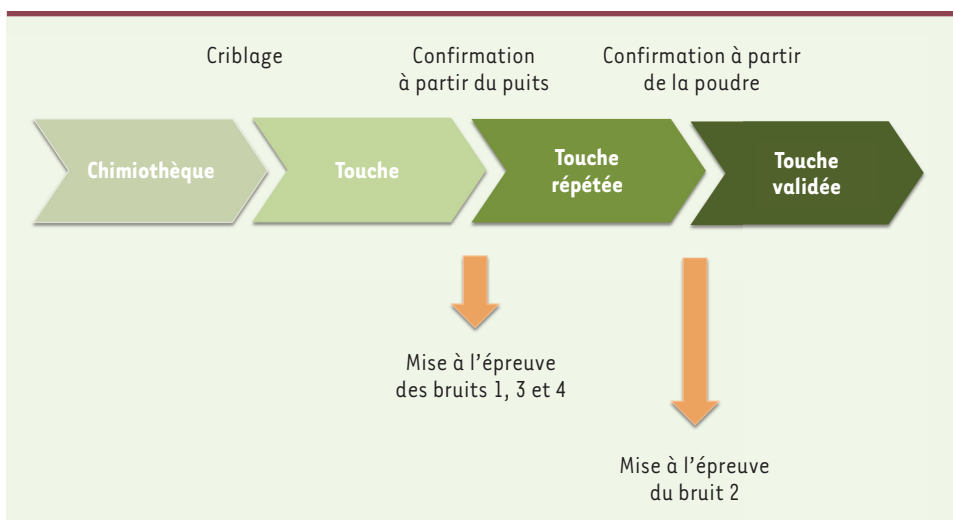 Criblage
Confirmation
à partir du puits
Confirmation à partir
de la poudre
Chimiothèque
Touche
Touche
répétée
Touche
validée
Mise à l’épreuve
des bruits 1, 3 et 4
Mise à l’épreuve
du bruit 2